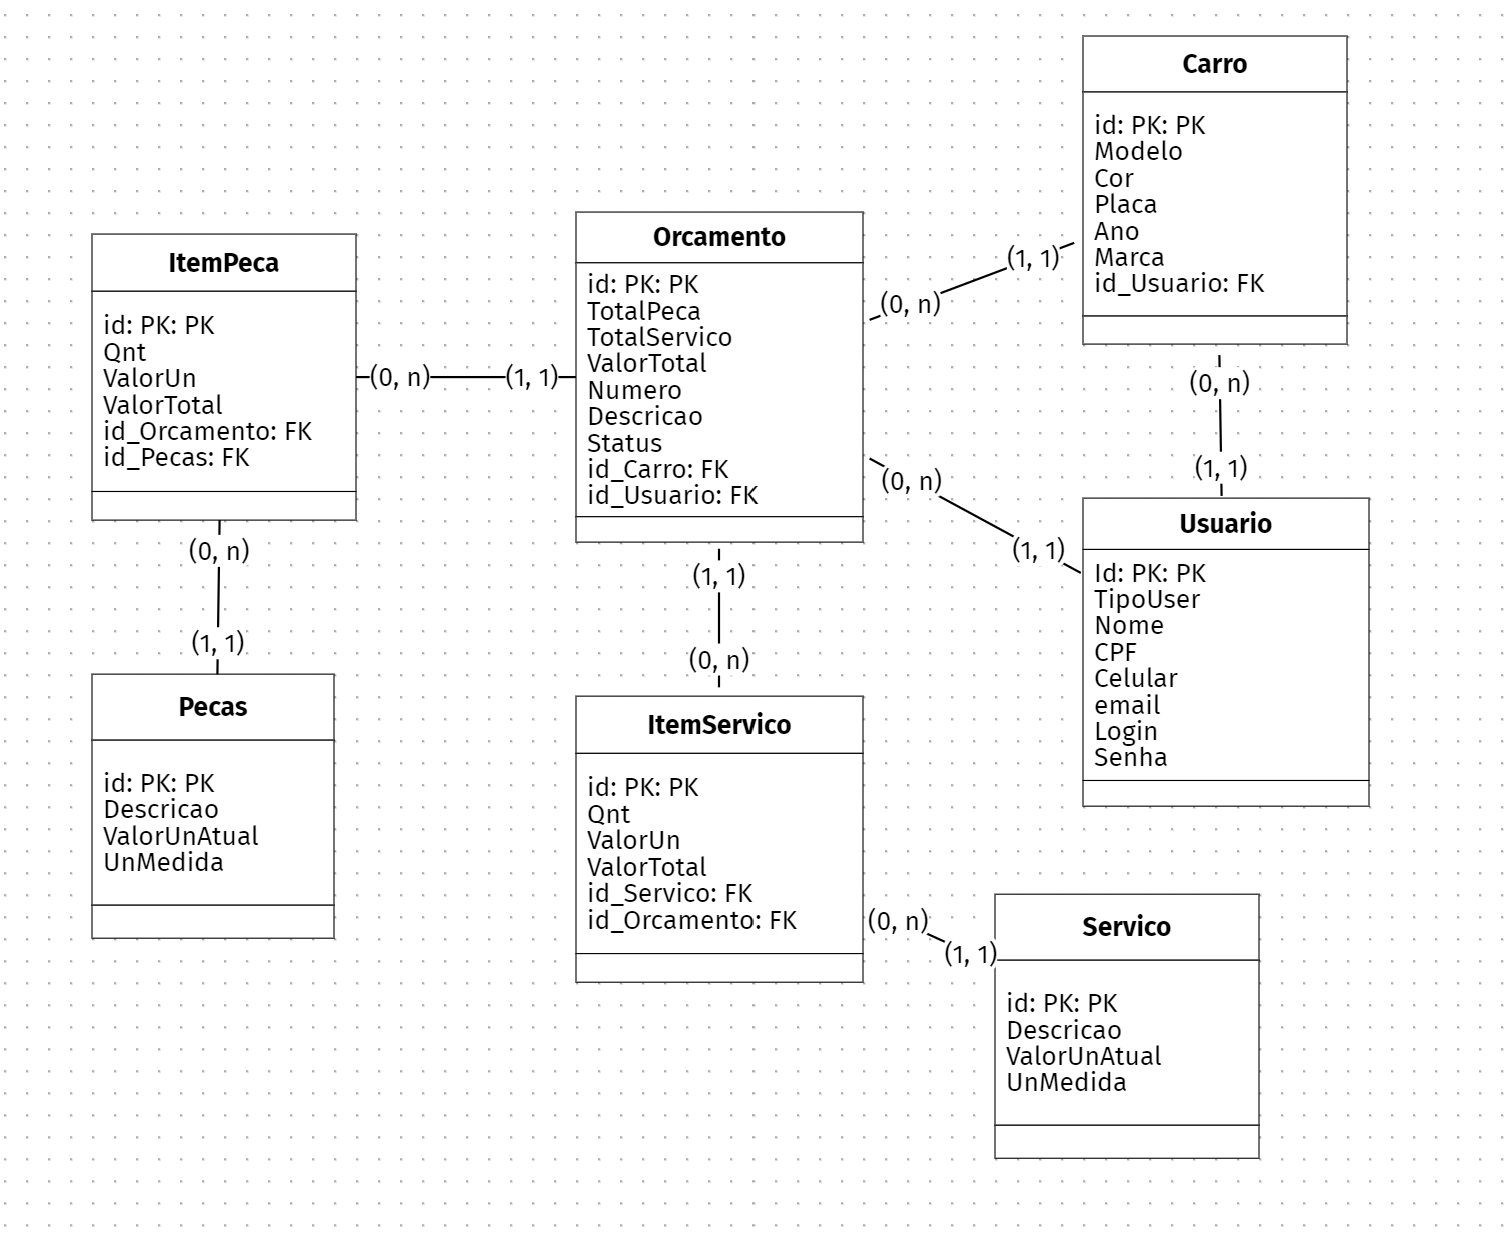 Carro
id: PK: PK
Modelo
Cor
Placa
Ano
Marca
id_Usuario: FK
Orcamento
id: PK: PK
TotalPeca
TotalServico
ValorTotal
Numero
Descricao
Status
id_Carro: FK
id_Usuario: FK
ItemPeca
id: PK: PK
Qnt
ValorUn
ValorTotal
id_Orcamento: FK
id_Pecas: FK
(0, n)
(1, 1)
(0, n)
(1, 1)
(0, n)
(1, 1)
(0, n)
(1, 1)
Usuario
Id: PK: PK
TipoUser
Nome
CPF
Celular
email
Login
Senha
(0, n)
(1, 1)
(1, 1)
(0, n)
Pecas
id: PK: PK
Descricao
ValorUnAtual
UnMedida
ItemServico
id: PK: PK
Qnt
ValorUn
ValorTotal
id_Servico: FK
id_Orcamento: FK
(0, n)
(1, 1)
Servico
id: PK: PK
Descricao
ValorUnAtual
UnMedida